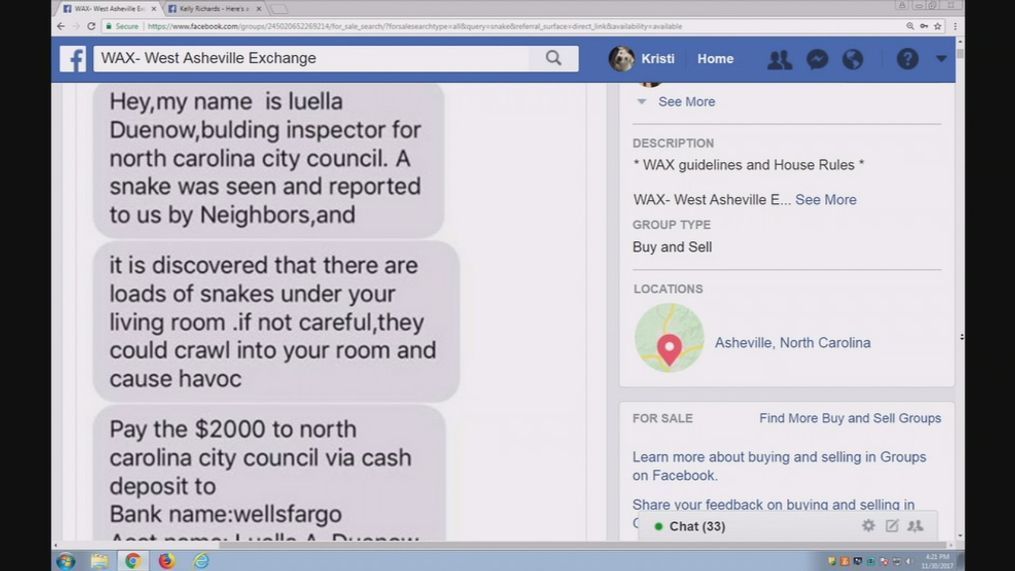 WAX- West Asheville Ex
Kelly Richards - Here's a
Secure
https://www.facebook.com/groups/245020652269214/for_sale_search/?forsalesearchtype=all&query=snake&referral_surface=direct_link&availability=available
WAX- West Asheville Exchange
Kristi
Home
Hey,my name is luella
Duenow,bulding inspector for
north carolina city council. A
snake was seen and reported
to us by Neighbors,and
it is discovered that there are
loads of snakes under your
living room .if not careful,they
could crawl into your room and
cause havoc
Pay the $2000 to north
carolina city council via cash
deposit to
Bank name:wellsfargo
Acct name: Luella A. Duenow
See More
DESCRIPTION
* WAX guidelines and House Rules *
WAX- West Asheville E... See More
GROUP TYPE
Buy and Sell
LOCATIONS
Asheville, North Carolina
FOR SALE
Find More Buy and Sell Groups
Learn more about buying and selling in Groups
on Facebook.
Share your feedback on buying and selling in
Chat (33)
4:21 PM
11/30/2017